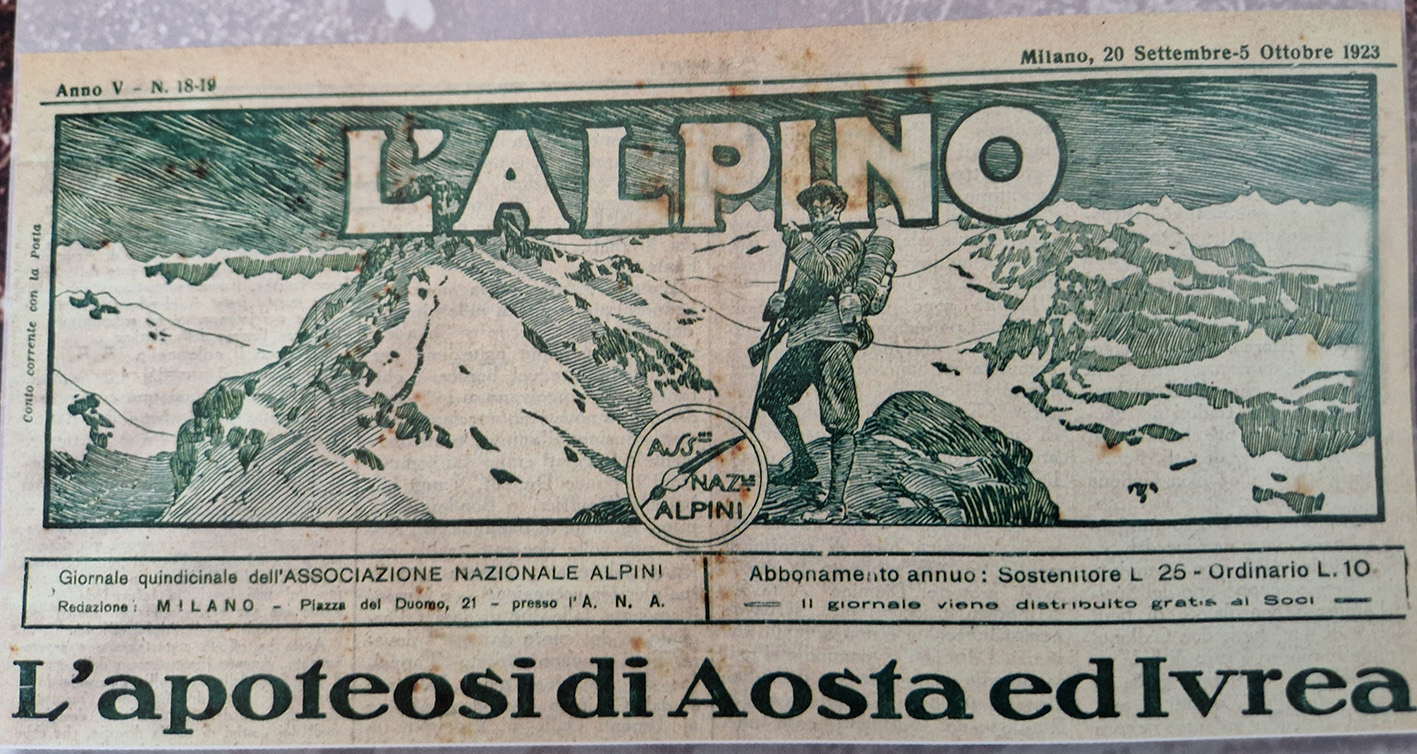 Anno V - N. 18-19
Milano, 20 Settembre-5 Ottobre 1923
L'ALPINO
Conto corrente con la Posta
Ass.ne
NAZ.le
ALPINI
Giornale quindicinale dell'ASSOCIAZIONE NAZIONALE ALPINI
Redazione: MILANO - Piazza del Duomo, 21 - presso l'A. N. A.
Abbonamento annuo: Sostenitore L 25 - Ordinario L. 10
Il giornale viene distribuito gratis ai Soci
L'apoteosi di Aosta ed Ivrea